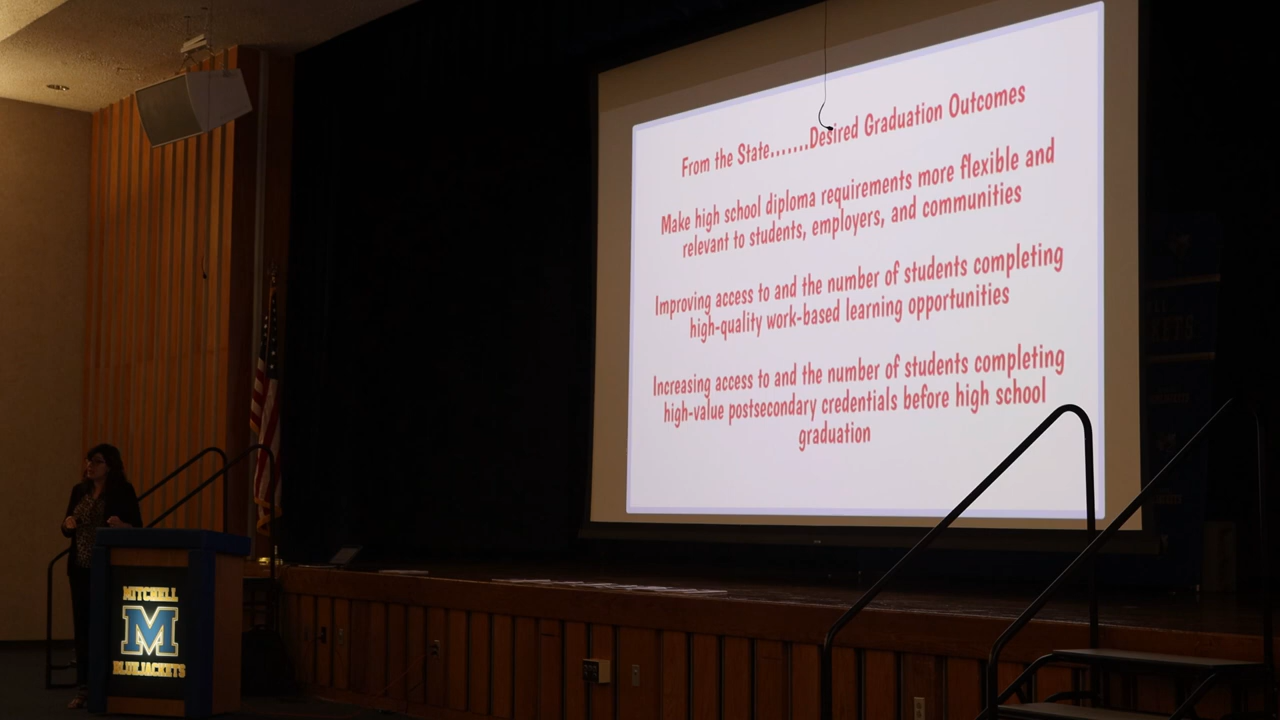 From the State.......Desired Graduation Outcomes
Make high school diploma requirements more flexible and
relevant to students, employers, and communities
Improving access to and the number of students completing
high-quality work-based learning opportunities
Increasing access to and the number of students completing
high-value postsecondary credentials before high school
graduation
MITCHELL
M
BLUEJACKETS